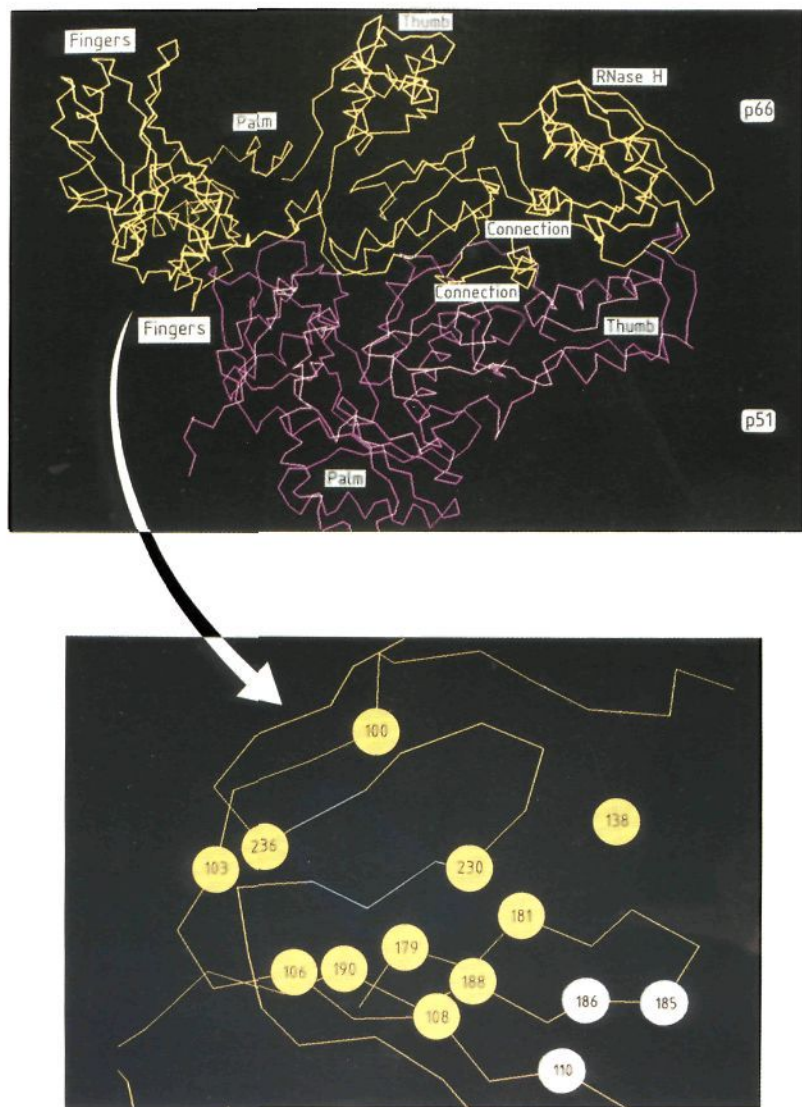 Thumb
Fingers
RNase H
p66
Palm
Connection
Connection
Fingers
Thumb
p51
Palm
100
138
236
103
230
181
179
106
190
188
186
185
108
110